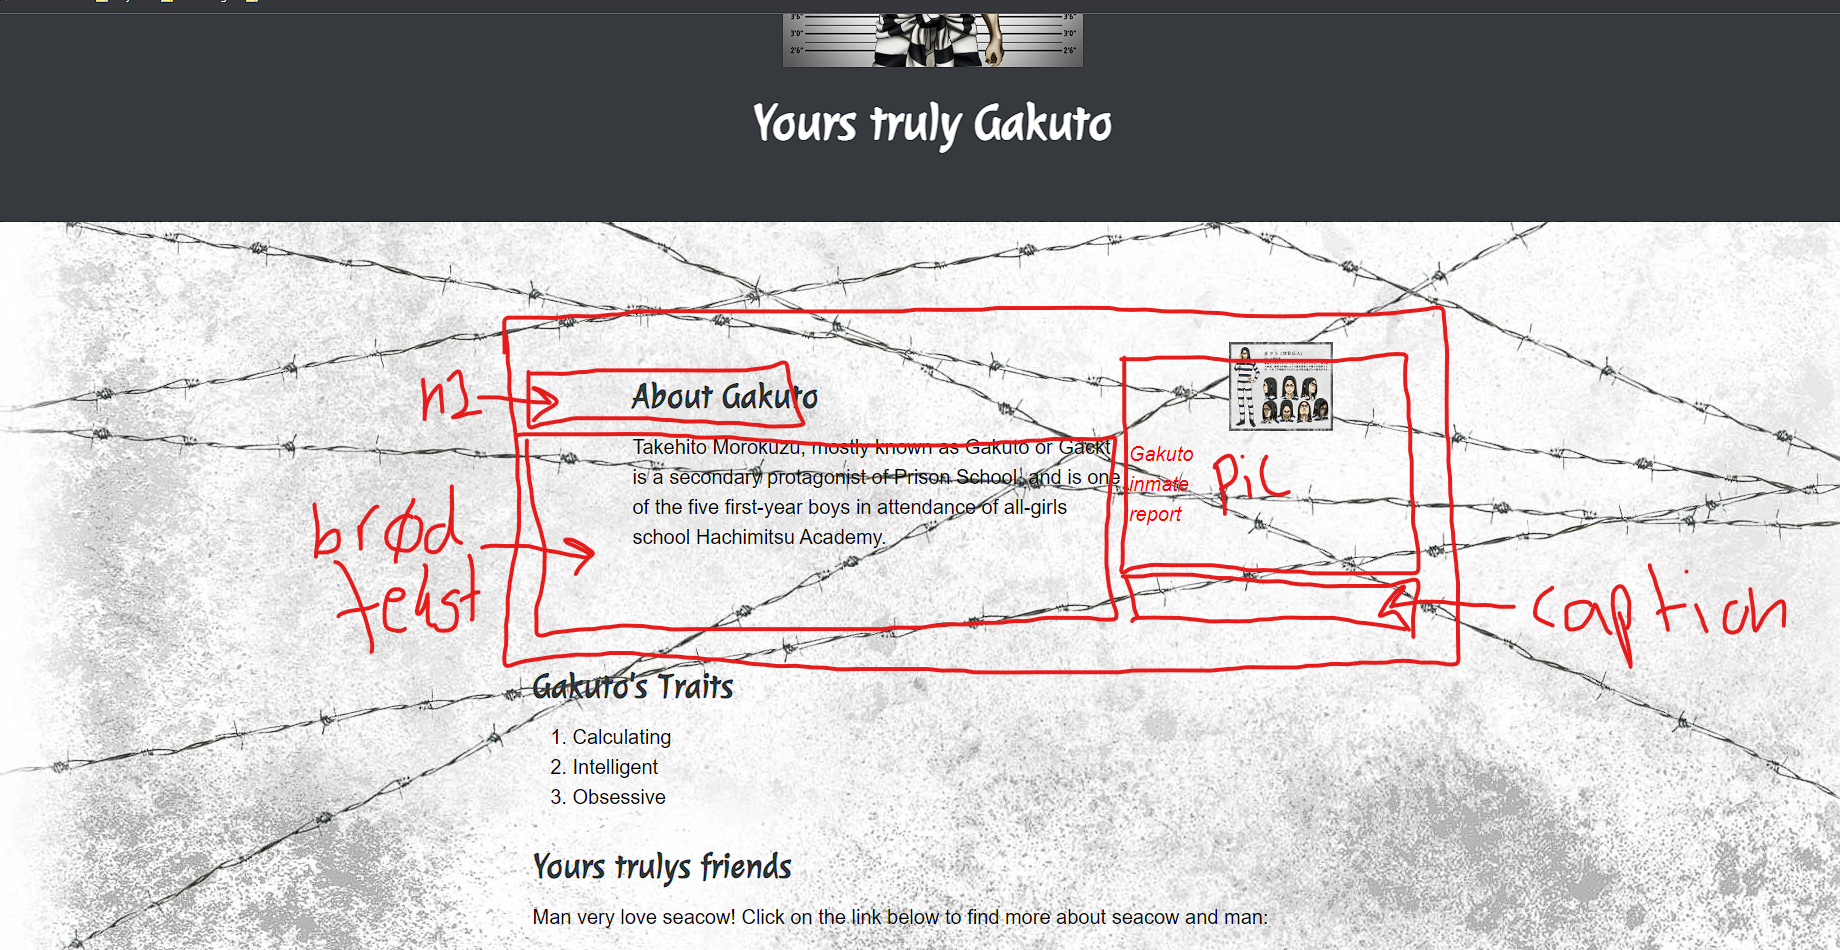 3'6" 3'6"
3'0" 3'0"
2'6" 2'6"
Yours truly Gakuto
h1
About Gakuto
Takehito Morokuzu, mostly known as Gakuto or Gackt
is a secondary protagonist of Prison School, and is one
of the five first-year boys in attendance of all-girls
school Hachimitsu Academy.
Gakuto
inmate
report
pic
brød
tekst
caption
Gakuto's Traits
1. Calculating
2. Intelligent
3. Obsessive
Yours trulys friends
Man very love seacow! Click on the link below to find more about seacow and man: